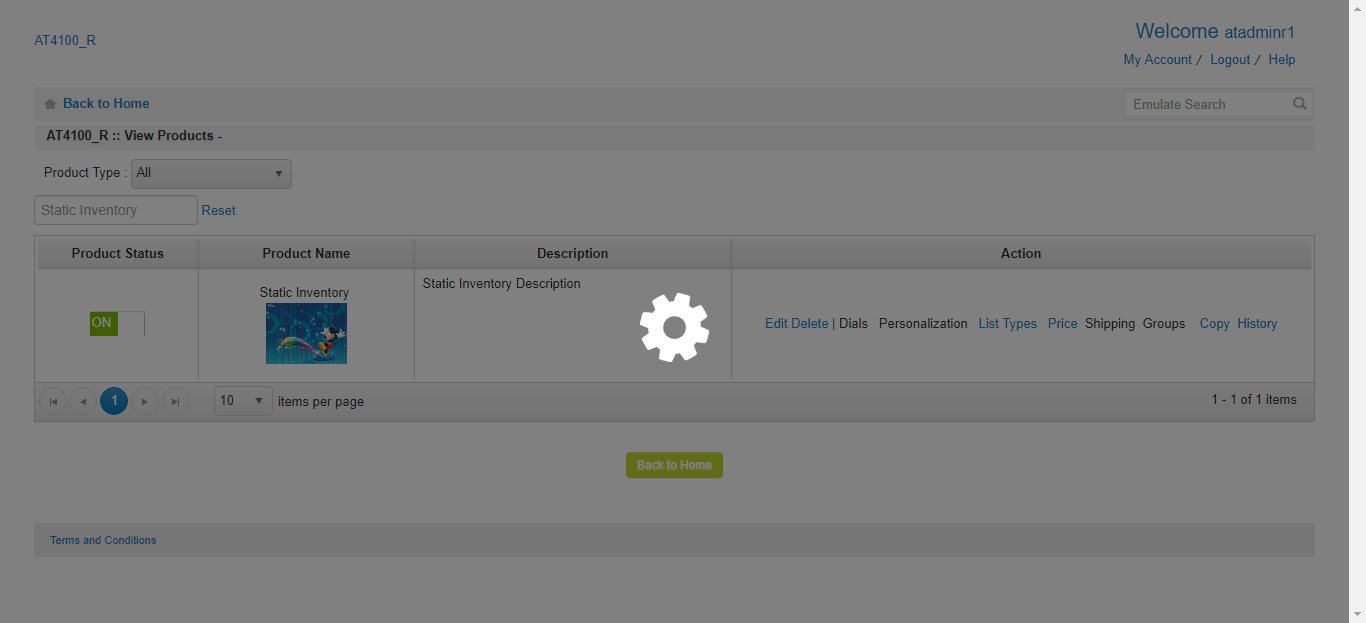 AT4100_R
Welcome atadminr1
My Account / Logout / Help
Back to Home
Emulate Search
AT4100_R :: View Products -
Product Type : All
Static Inventory Reset
Product Status Product Name Description Action
ON
Static Inventory
Static Inventory Description
Edit Delete | Dials Personalization List Types Price Shipping Groups Copy History
1 10 items per page 1 - 1 of 1 items
Back to Home
Terms and Conditions